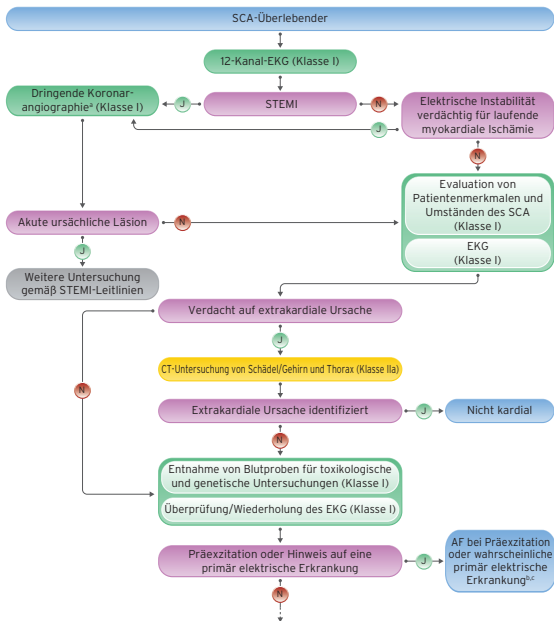 SCA-Überlebender
12-Kanal-EKG (Klasse I)
Dringende Koronar-
angiographieª (Klasse I)
J
STEMI
N
Elektrische Instabilität
verdächtig für laufende
myokardiale Ischämie
J
N
Evaluation von
Patientenmerkmalen und
Umständen des SCA
(Klasse I)
EKG
(Klasse I)
Akute ursächliche Läsion
N
J
Weitere Untersuchung
gemäß STEMI-Leitlinien
Verdacht auf extrakardiale Ursache
J
N
CT-Untersuchung von Schädel/Gehirn und Thorax (Klasse IIa)
Extrakardiale Ursache identifiziert
J
Nicht kardial
N
Entnahme von Blutproben für toxikologische
und genetische Untersuchungen (Klasse I)
Überprüfung/Wiederholung des EKG (Klasse I)
Präexzitation oder Hinweis auf eine
primär elektrische Erkrankung
J
AF bei Präexzitation
oder wahrscheinliche
primär elektrische
Erkrankungᵇ,ᶜ
N